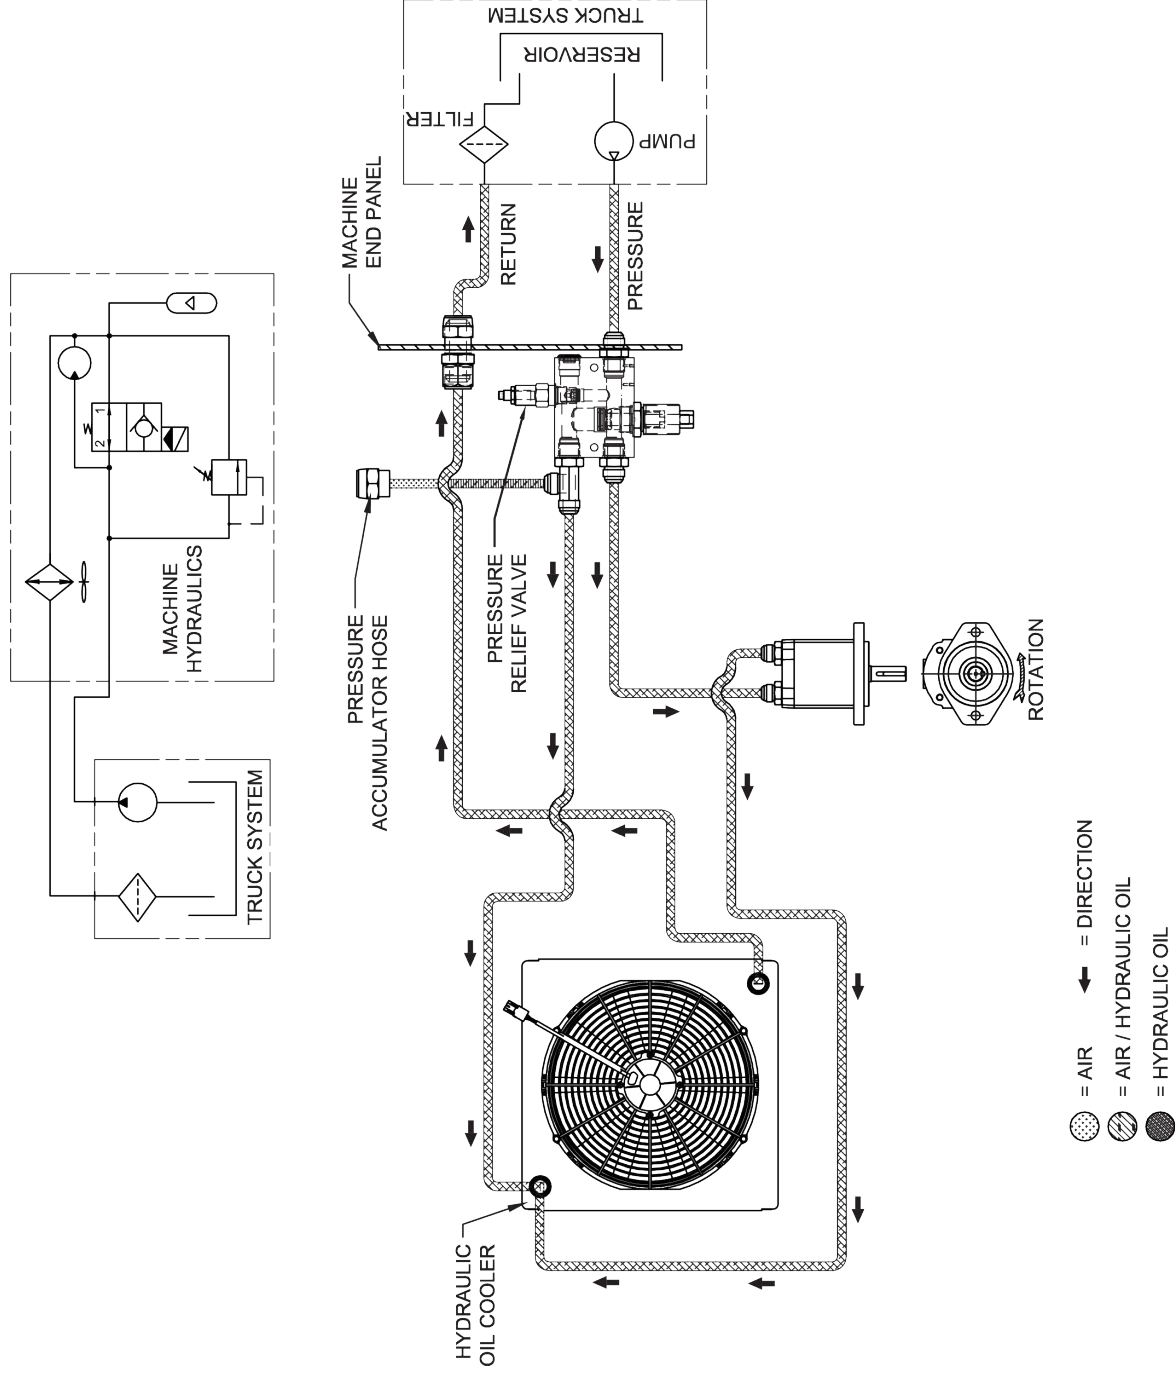 TRUCK SYSTEM
RESERVOIR
FILTER
PUMP
MACHINE
END PANEL
RETURN
PRESSURE
W
2 1
W
MACHINE
HYDRAULICS
TRUCK SYSTEM
PRESSURE
ACCUMULATOR HOSE
PRESSURE
RELIEF VALVE
ROTATION
HYDRAULIC
OIL COOLER
= AIR
= DIRECTION
= AIR / HYDRAULIC OIL
= HYDRAULIC OIL